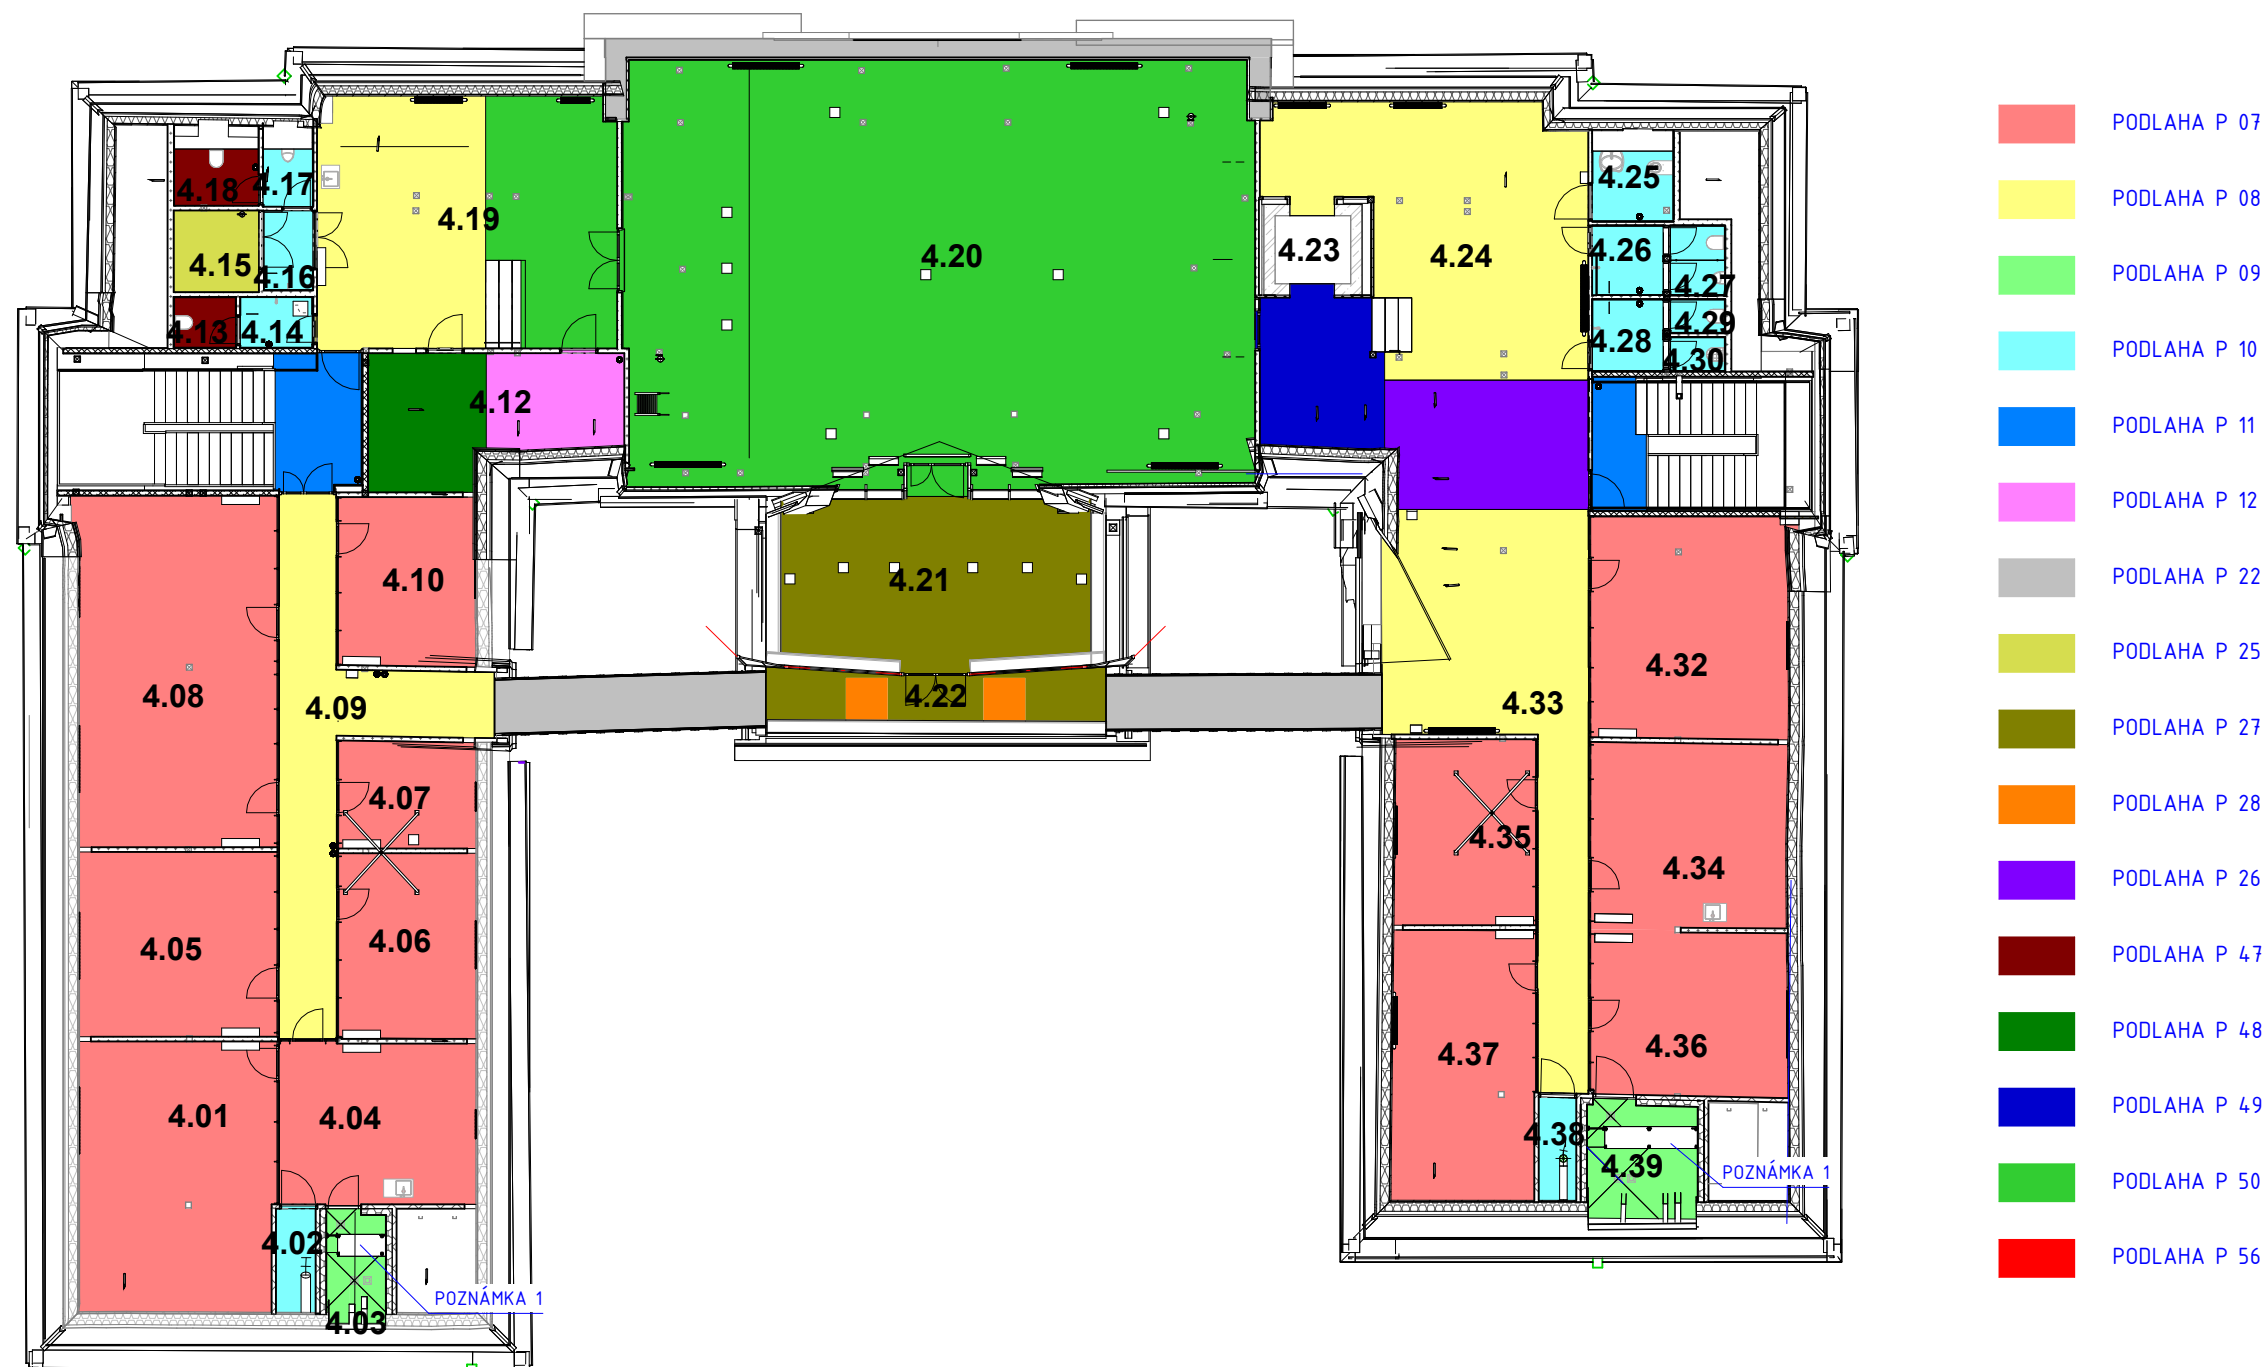 4.18
4.17
4.19
4.15
4.16
4.13
4.14
4.12
4.20
4.23
4.24
4.25
4.26
4.27
4.28
4.29
4.30
4.10
4.08
4.09
4.07
4.05
4.06
4.01
4.04
4.02
4.03
POZNÁMKA 1
4.21
4.22
4.32
4.33
4.35
4.34
4.37
4.36
4.38
4.39
POZNÁMKA 1
PODLAHA P 07
PODLAHA P 08
PODLAHA P 09
PODLAHA P 10
PODLAHA P 11
PODLAHA P 12
PODLAHA P 22
PODLAHA P 25
PODLAHA P 27
PODLAHA P 28
PODLAHA P 26
PODLAHA P 47
PODLAHA P 48
PODLAHA P 49
PODLAHA P 50
PODLAHA P 56